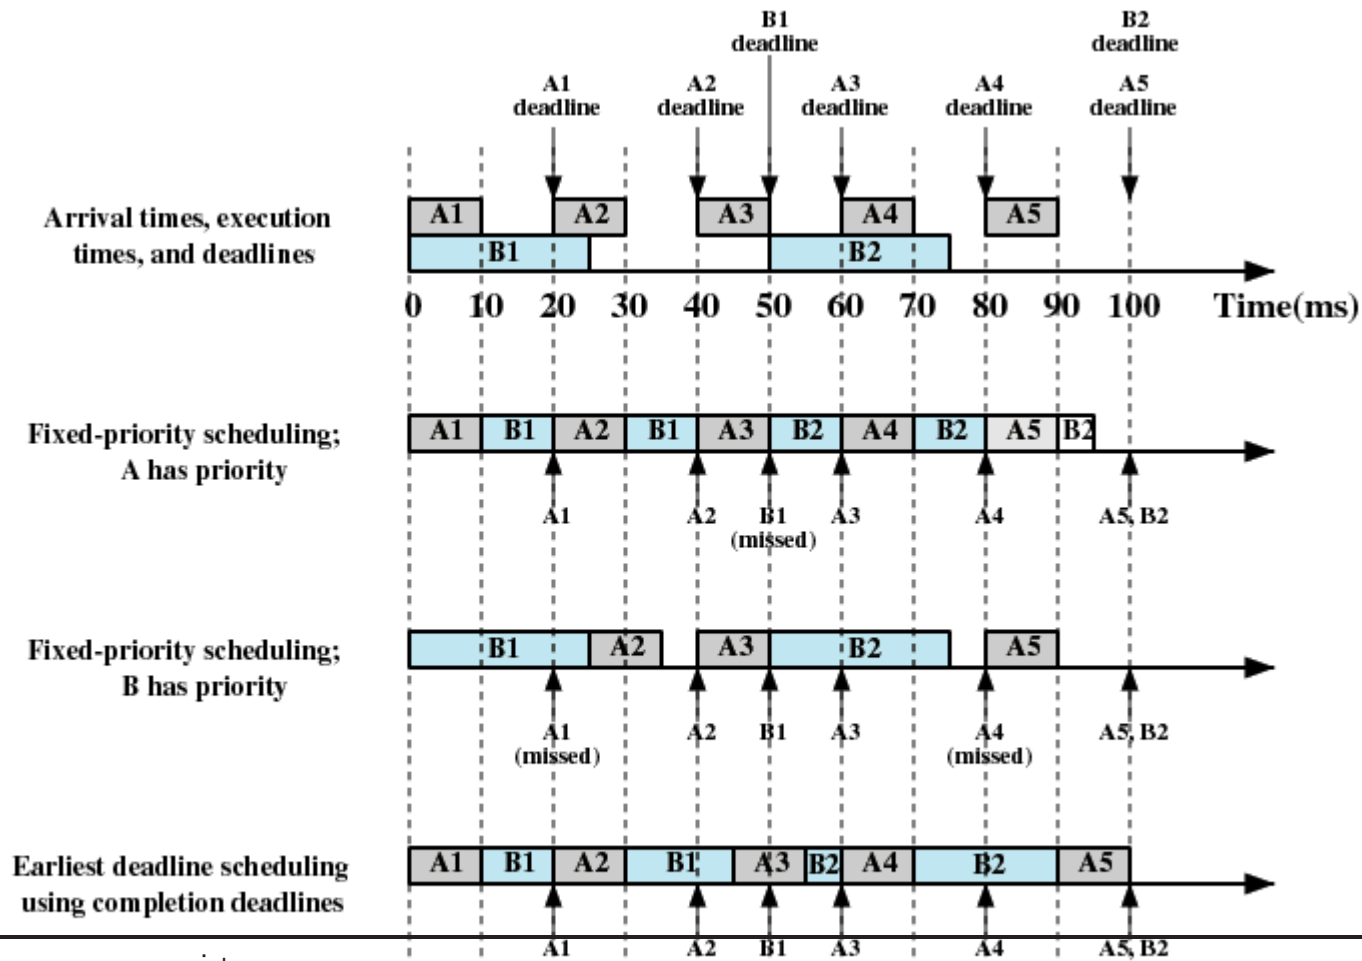 B1 B2
deadline deadline
A1 A2 A3 A4 A5
deadline deadline deadline deadline deadline
Arrival times, execution
times, and deadlines
A1 A2 A3 A4 A5
B1 B2
0 10 20 30 40 50 60 70 80 90 100 Time(ms)
Fixed-priority scheduling;
A has priority
A1 B1 A2 B1 A3 B2 A4 B2 A5 B2
A1 A2 B1 A3 A4 A5, B2
(missed)
Fixed-priority scheduling;
B has priority
B1 A2 A3 B2 A5
A1 A2 B1 A3 A4 A5, B2
(missed) (missed)
Earliest deadline scheduling
using completion deadlines
A1 B1 A2 B1 A3 B2 A4 B2 A5
A1 A2 B1 A3 A4 A5, B2